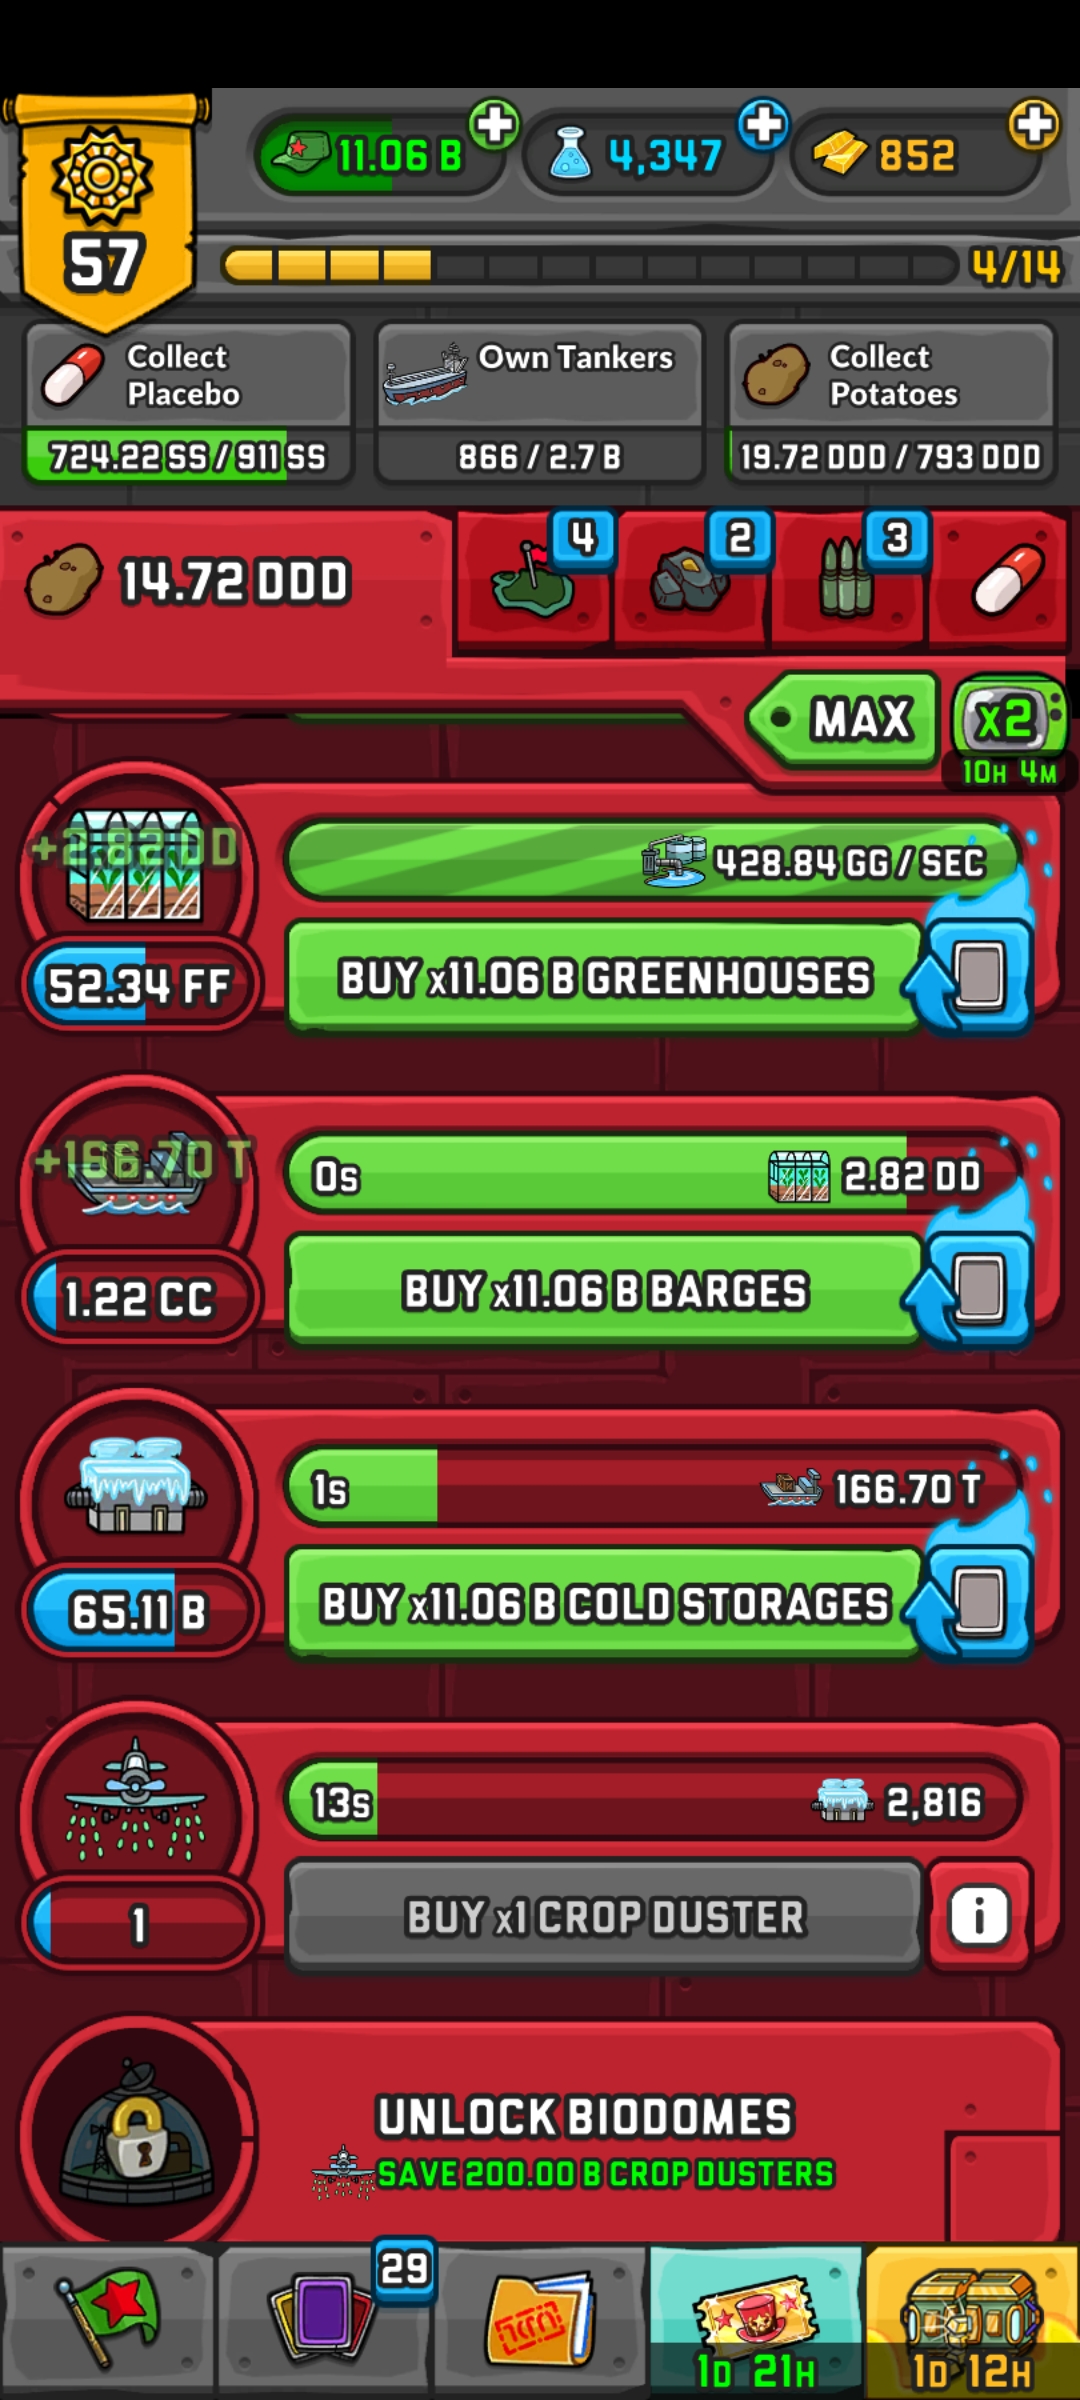 57
11.06 B
4,347
852
4/14
Collect
Placebo
724.22 SS / 911 SS
Own Tankers
866 / 2.7 B
Collect
Potatoes
19.72 DDD / 793 DDD
14.72 DDD
4
2
3
MAX
x2
10H 4M
+2.82 DD
428.84 GG / SEC
52.34 FF
BUY x11.06 B GREENHOUSES
+166.70 T
0s
2.82 DD
1.22 CC
BUY x11.06 B BARGES
1s
166.70 T
65.11 B
BUY x11.06 B COLD STORAGES
13s
2,816
1
BUY x1 CROP DUSTER
i
UNLOCK BIODOMES
SAVE 200.00 B CROP DUSTERS
29
1D 21H
1D 12H